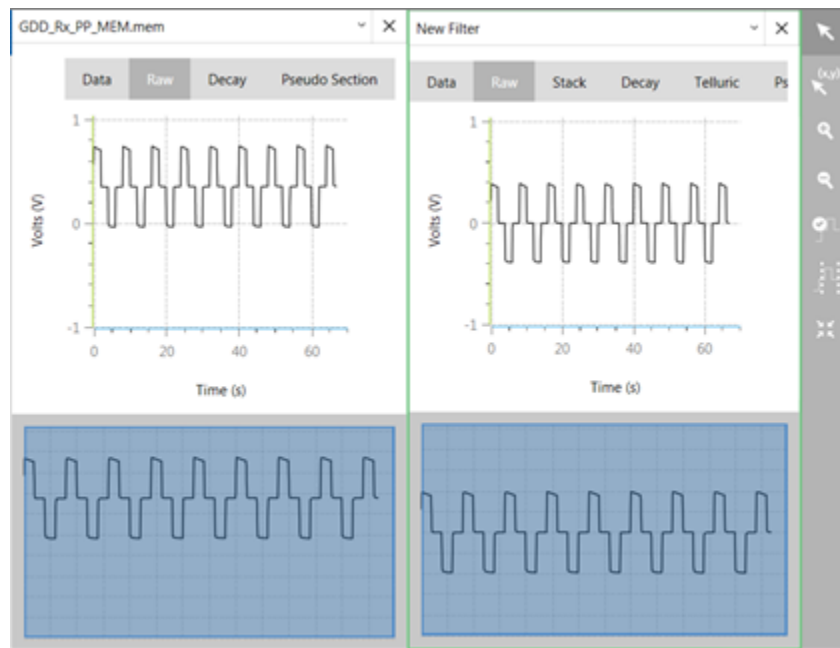 GDD_Rx_PP_MEM.mem
Data Raw Decay Pseudo Section
1
0
-1
Volts (V)
0 20 40 60
Time (s)
New Filter
Data Raw Stack Decay Telluric Ps
1
0
-1
Volts (V)
0 20 40 60
Time (s)
(x,y)